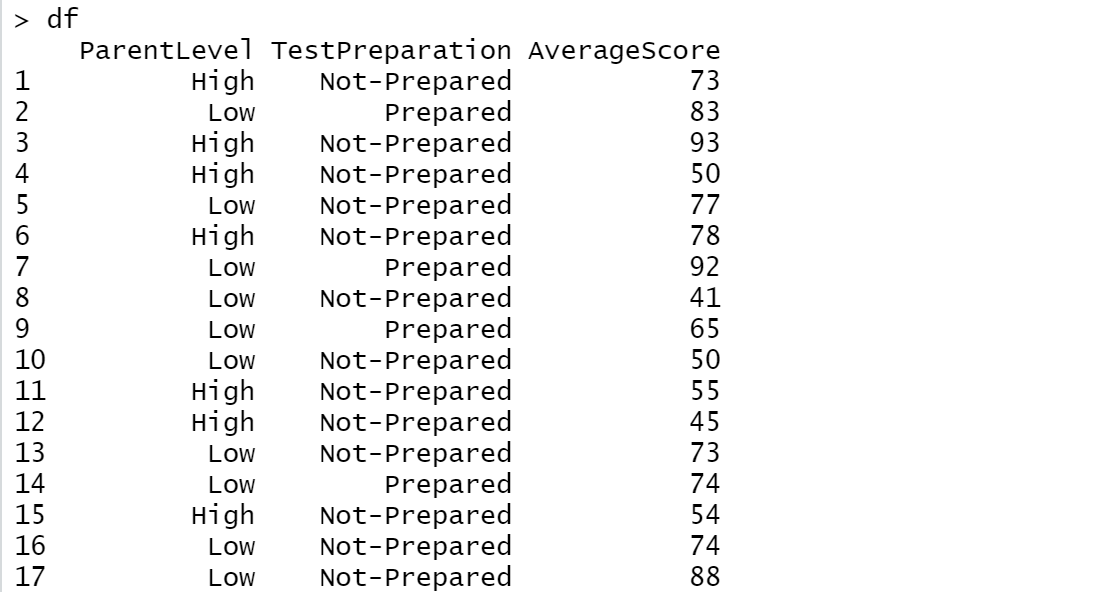 > df
ParentLevel TestPreparation AverageScore
1 High Not-Prepared 73
2 Low Prepared 83
3 High Not-Prepared 93
4 High Not-Prepared 50
5 Low Not-Prepared 77
6 High Not-Prepared 78
7 Low Prepared 92
8 Low Not-Prepared 41
9 Low Prepared 65
10 Low Not-Prepared 50
11 High Not-Prepared 55
12 High Not-Prepared 45
13 Low Not-Prepared 73
14 Low Prepared 74
15 High Not-Prepared 54
16 Low Not-Prepared 74
17 Low Not-Prepared 88